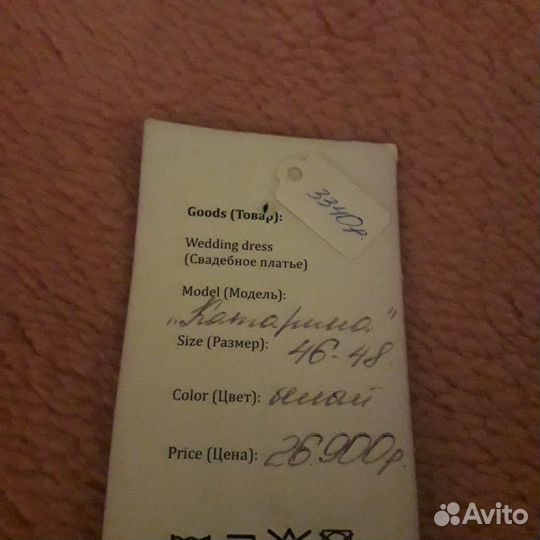 3340р.
Goods (Товар):
Wedding dress
(Свадебное платье)
Model (Модель):
„Катарина"
Size (Размер): 46-48
Color (Цвет):
Price (Цена): 26.900р.
Avito